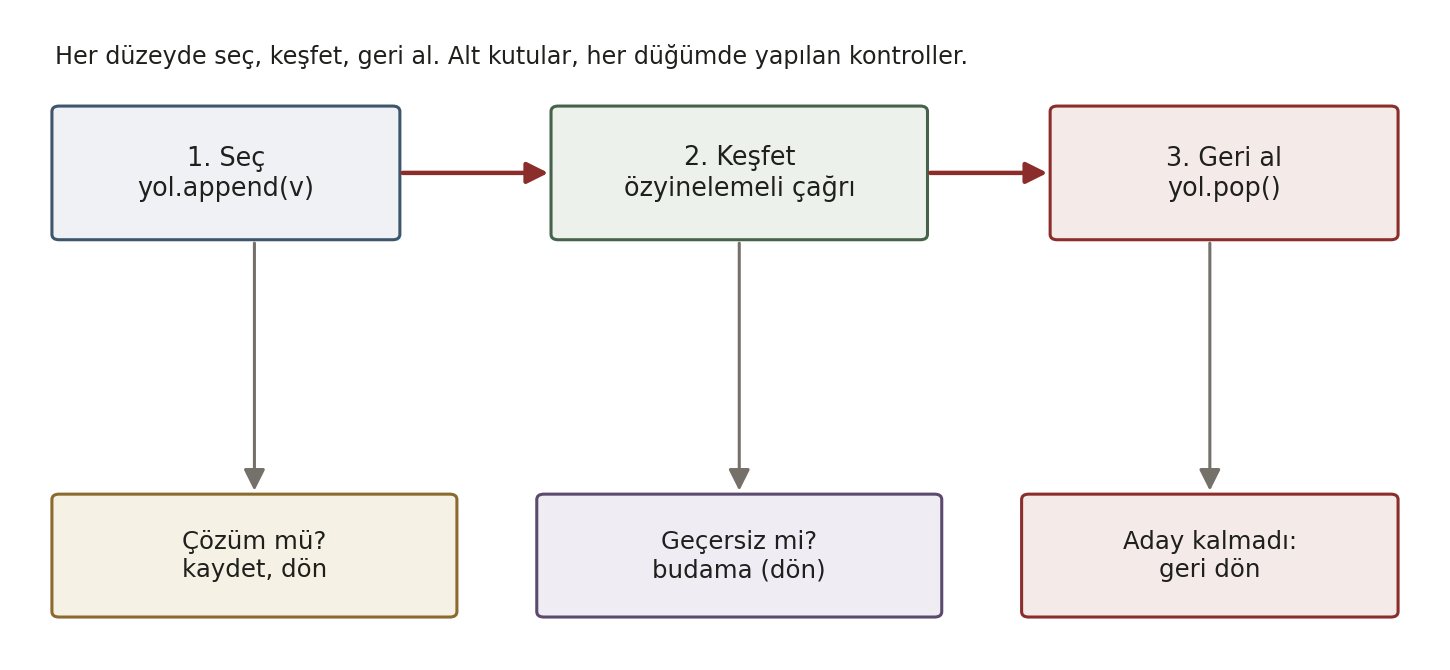 Her düzeyde seç, keşfet, geri al. Alt kutular, her düğümde yapılan kontroller.
1. Seç
yol.append(v)
2. Keşfet
özyinelemeli çağrı
3. Geri al
yol.pop()
Çözüm mü?
kaydet, dön
Geçersiz mi?
budama (dön)
Aday kalmadı:
geri dön